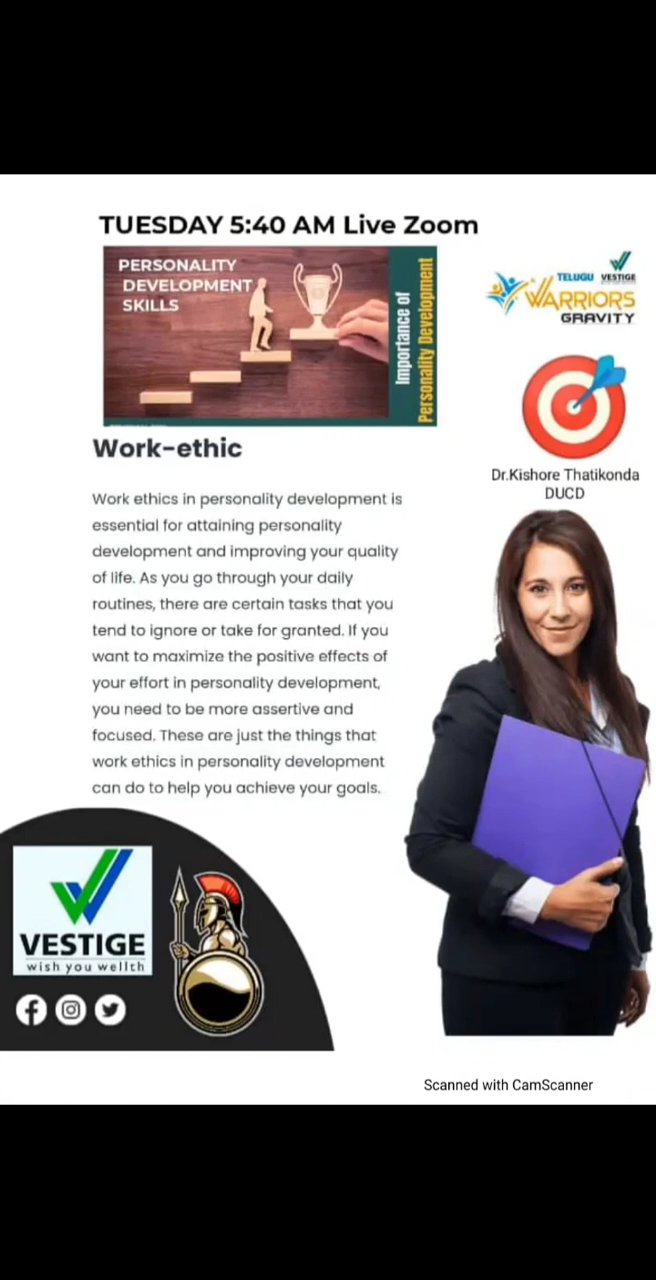 TUESDAY 5:40 AM Live Zoom
PERSONALITY
DEVELOPMENT
SKILLS
Importance of
Personality Development
TELUGU VESTIGE
WARRIORS
GRAVITY
Dr.Kishore Thatikonda
DUCD
Work-ethic
Work ethics in personality development is
essential for attaining personality
development and improving your quality
of life. As you go through your daily
routines, there are certain tasks that you
tend to ignore or take for granted. If you
want to maximize the positive effects of
your effort in personality development,
you need to be more assertive and
focused. These are just the things that
work ethics in personality development
can do to help you achieve your goals.
VESTIGE
wish you wellth
Scanned with CamScanner